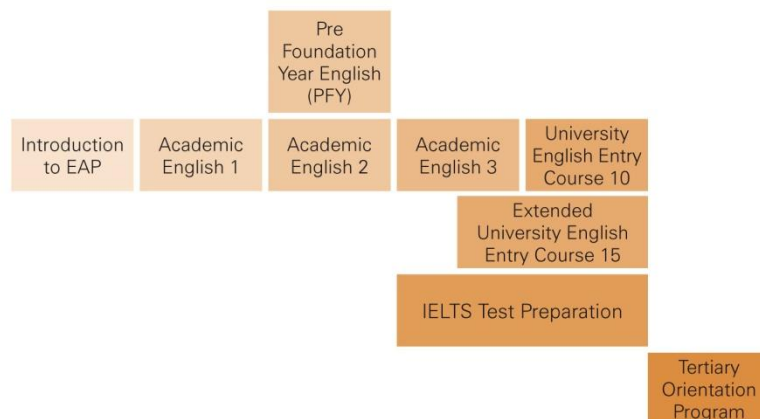 Pre
Foundation
Year English
(PFY)
Introduction
to EAP
Academic
English 1
Academic
English 2
Academic
English 3
University
English Entry
Course 10
Extended
University English
Entry Course 15
IELTS Test Preparation
Tertiary
Orientation
Program